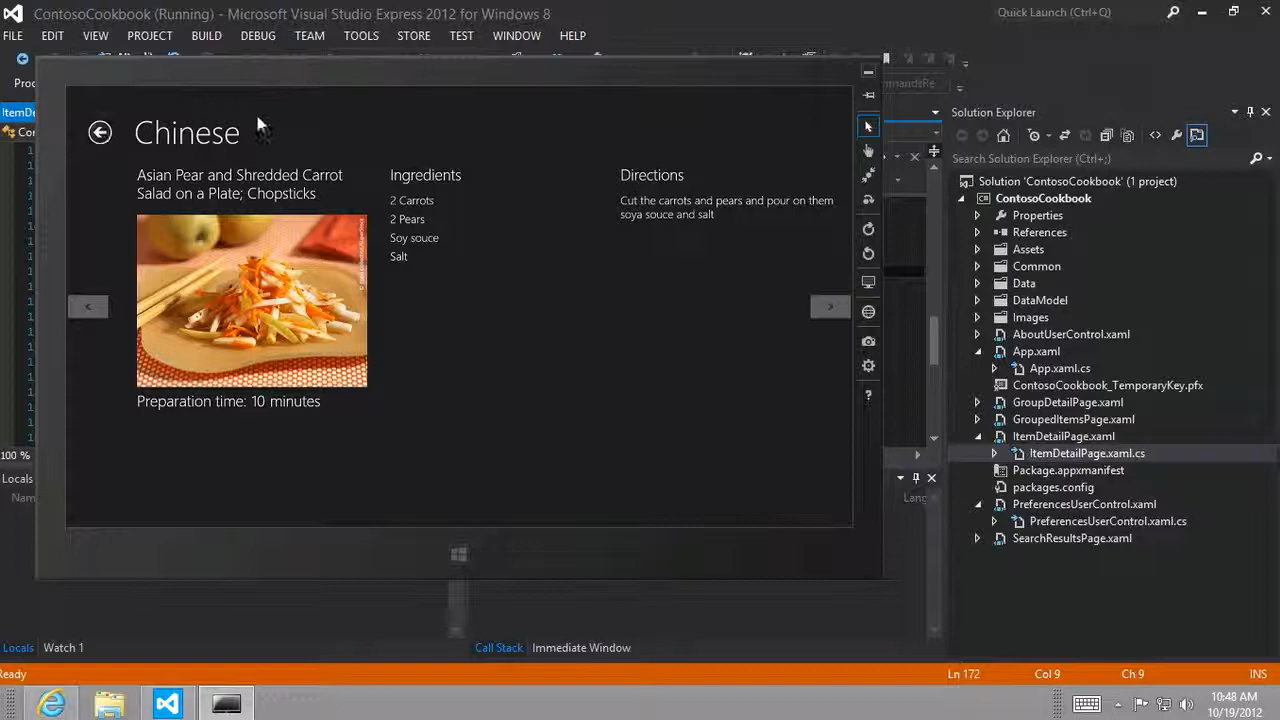 ContosoCookbook (Running) - Microsoft Visual Studio Express 2012 for Windows 8
Quick Launch (Ctrl+Q)
FILE EDIT VIEW PROJECT BUILD DEBUG TEAM TOOLS STORE TEST WINDOW HELP
Chinese
Asian Pear and Shredded Carrot
Salad on a Plate; Chopsticks
Preparation time: 10 minutes
Ingredients
2 Carrots
2 Pears
Soy souce
Salt
Directions
Cut the carrots and pears and pour on them
soya souce and salt
<
>
?
Solution Explorer
Search Solution Explorer (Ctrl+;)
Solution 'ContosoCookbook' (1 project)
ContosoCookbook
Properties
References
Assets
Common
Data
DataModel
Images
AboutUserControl.xaml
App.xaml
App.xaml.cs
ContosoCookbook_TemporaryKey.pfx
GroupDetailPage.xaml
GroupedItemsPage.xaml
ItemDetailPage.xaml
ItemDetailPage.xaml.cs
Package.appxmanifest
packages.config
PreferencesUserControl.xaml
PreferencesUserControl.xaml.cs
SearchResultsPage.xaml
100 %
Locals
Locals Watch 1
Call Stack Immediate Window
Ready
Ln 172 Col 9 Ch 9 INS
10:48 AM
10/19/2012